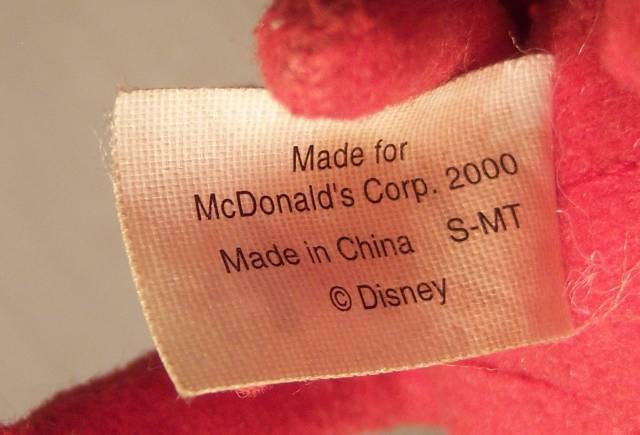 Made for
McDonald's Corp. 2000
Made in China S-MT
© Disney